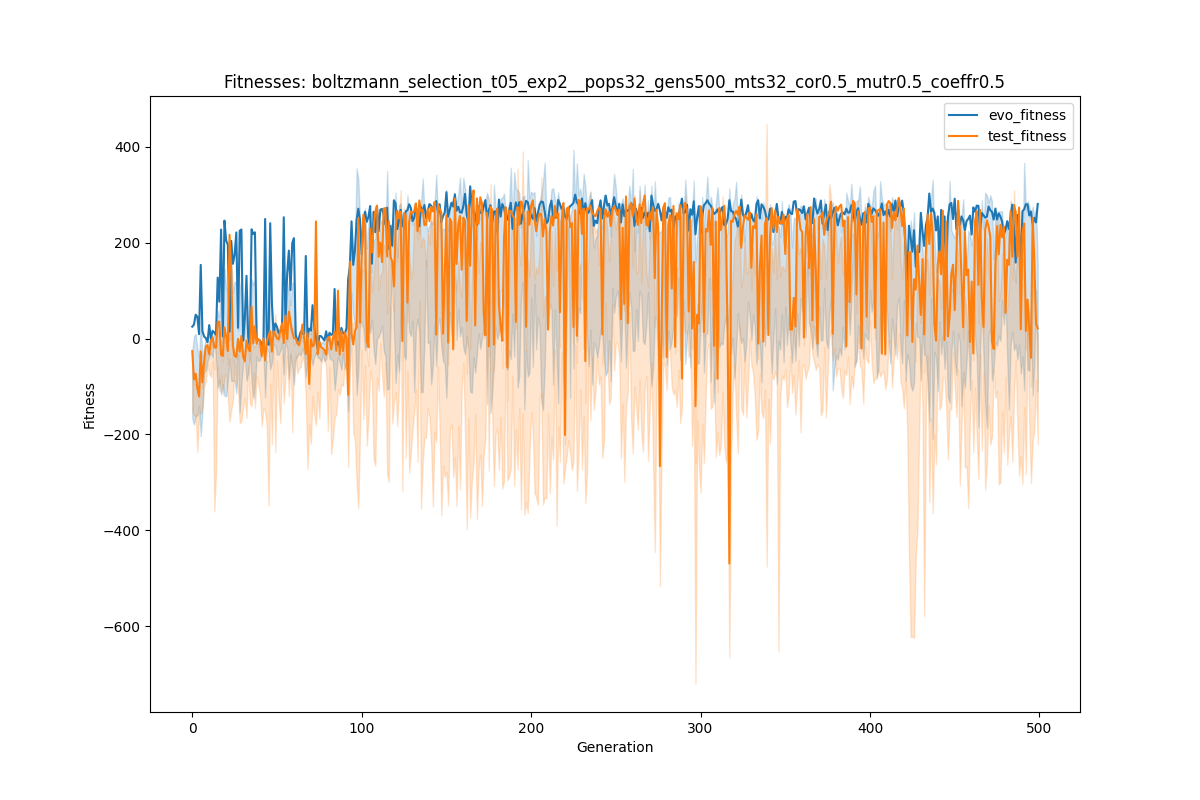 Fitnesses: boltzmann_selection_t05_exp2__pops32_gens500_mts32_cor0.5_mutr0.5_coeffr0.5
evo_fitness
test_fitness
400
200
0
−200
−400
−600
Fitness
0 100 200 300 400 500
Generation